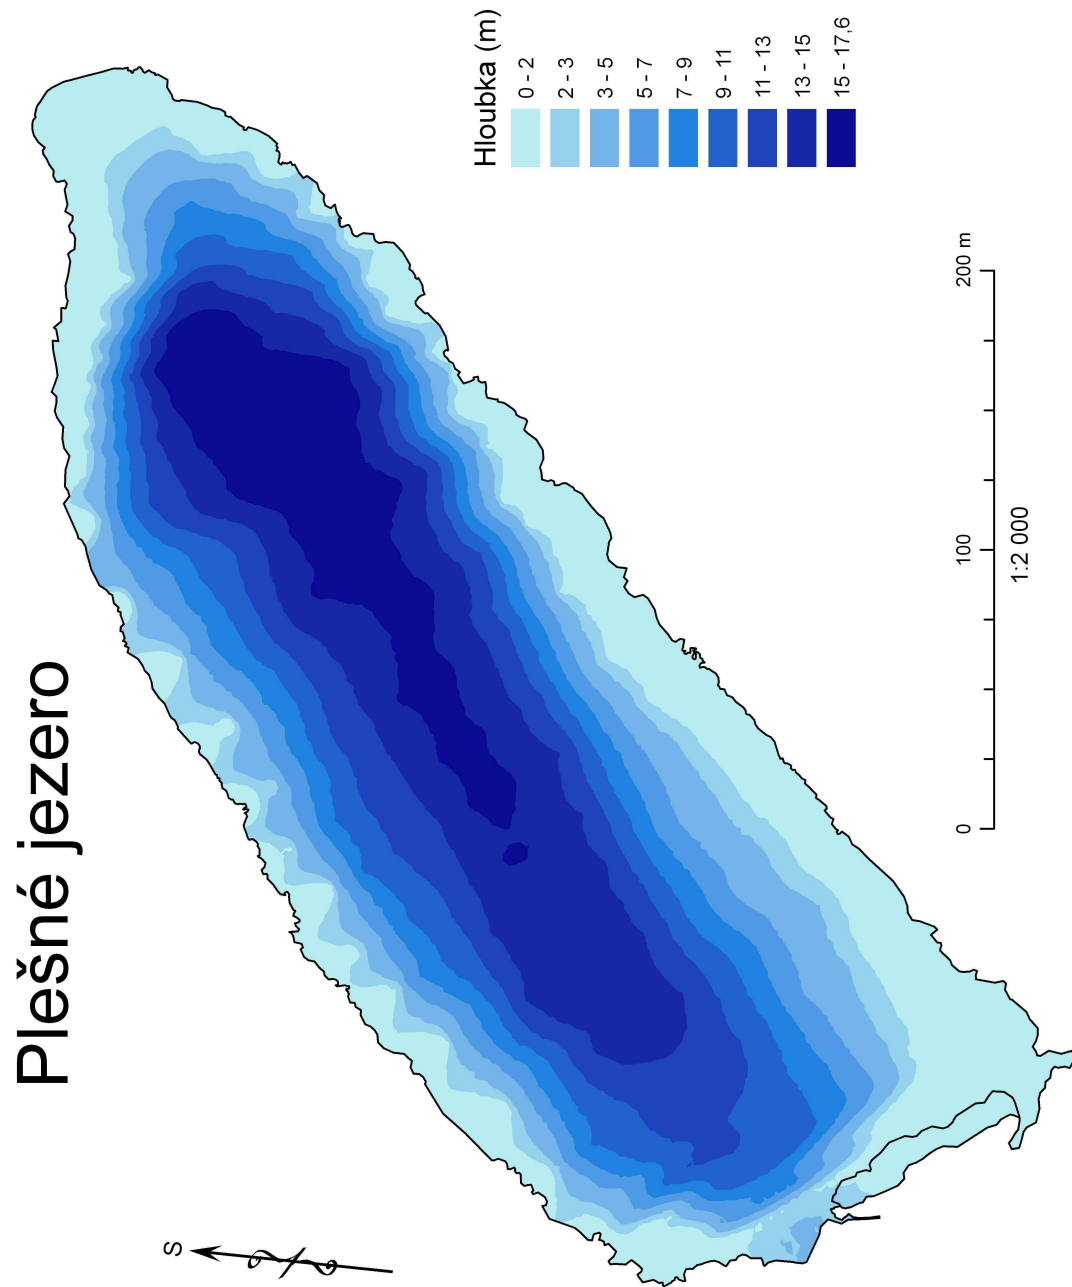 Plešné jezero
Hloubka (m)
0 - 2
2 - 3
3 - 5
5 - 7
7 - 9
9 - 11
11 - 13
13 - 15
15 - 17,6
S
0
100
200 m
1:2 000